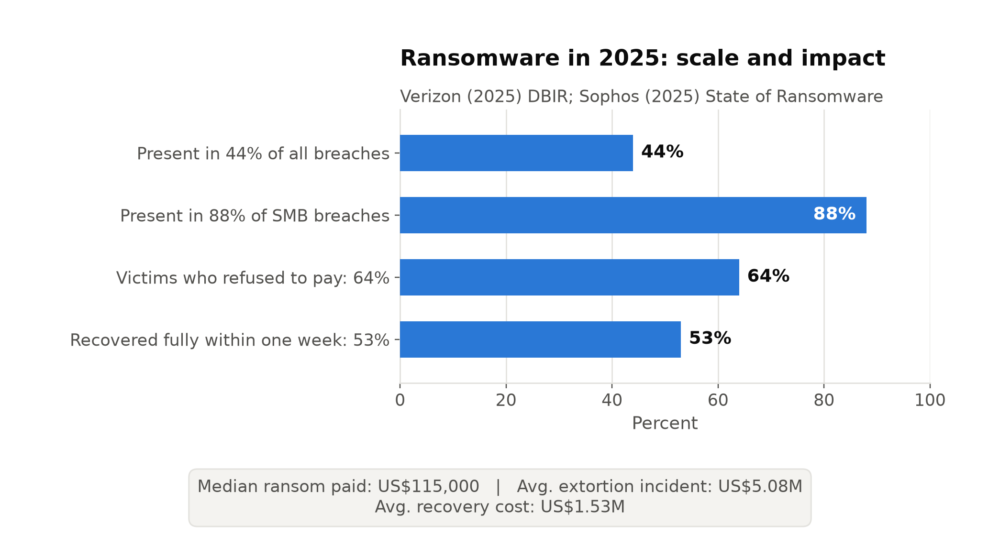 Ransomware in 2025: scale and impact
Verizon (2025) DBIR; Sophos (2025) State of Ransomware
Present in 44% of all breaches
44%
Present in 88% of SMB breaches
88%
Victims who refused to pay: 64%
64%
Recovered fully within one week: 53%
53%
0 20 40 60 80 100
Percent
Median ransom paid: US$115,000 | Avg. extortion incident: US$5.08M
Avg. recovery cost: US$1.53M